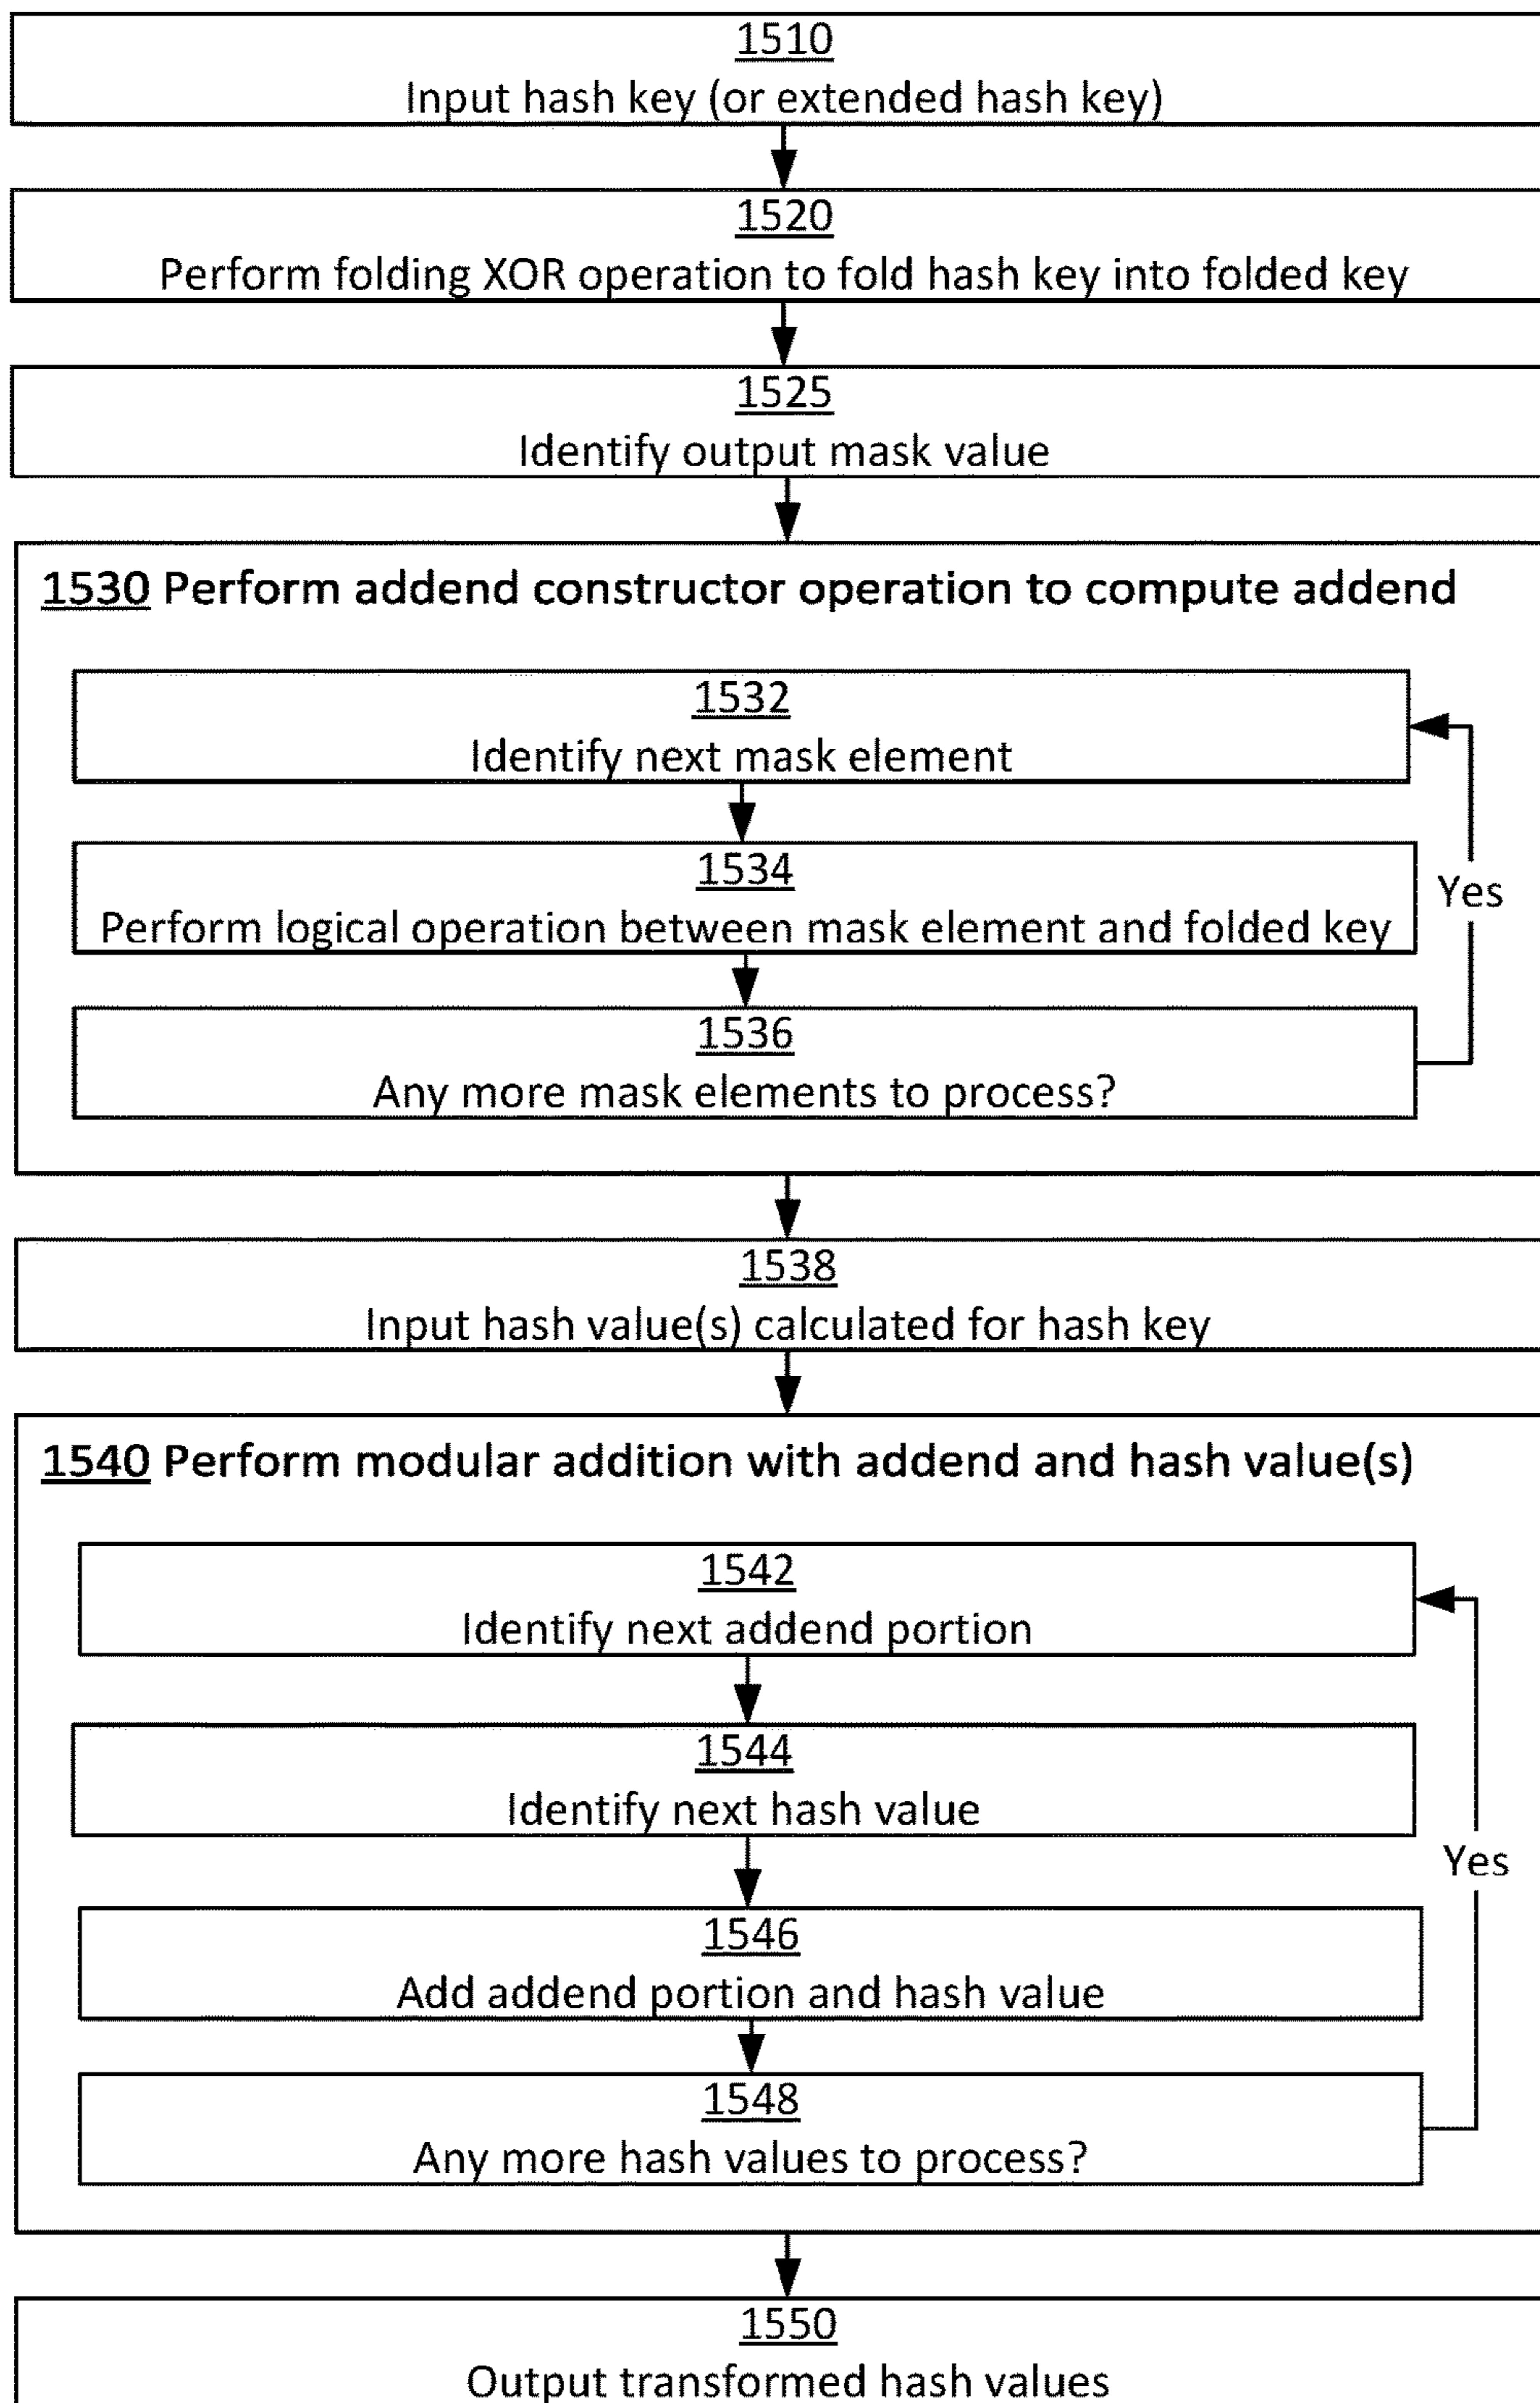 1510
Input hash key (or extended hash key)
1520
Perform folding XOR operation to fold hash key into folded key
1525
Identify output mask value
1530 Perform addend constructor operation to compute addend
1532
Identify next mask element
1534
Perform logical operation between mask element and folded key
Yes
1536
Any more mask elements to process?
1538
Input hash value(s) calculated for hash key
1540 Perform modular addition with addend and hash value(s)
1542
Identify next addend portion
1544
Identify next hash value
Yes
1546
Add addend portion and hash value
1548
Any more hash values to process?
1550
Output transformed hash values